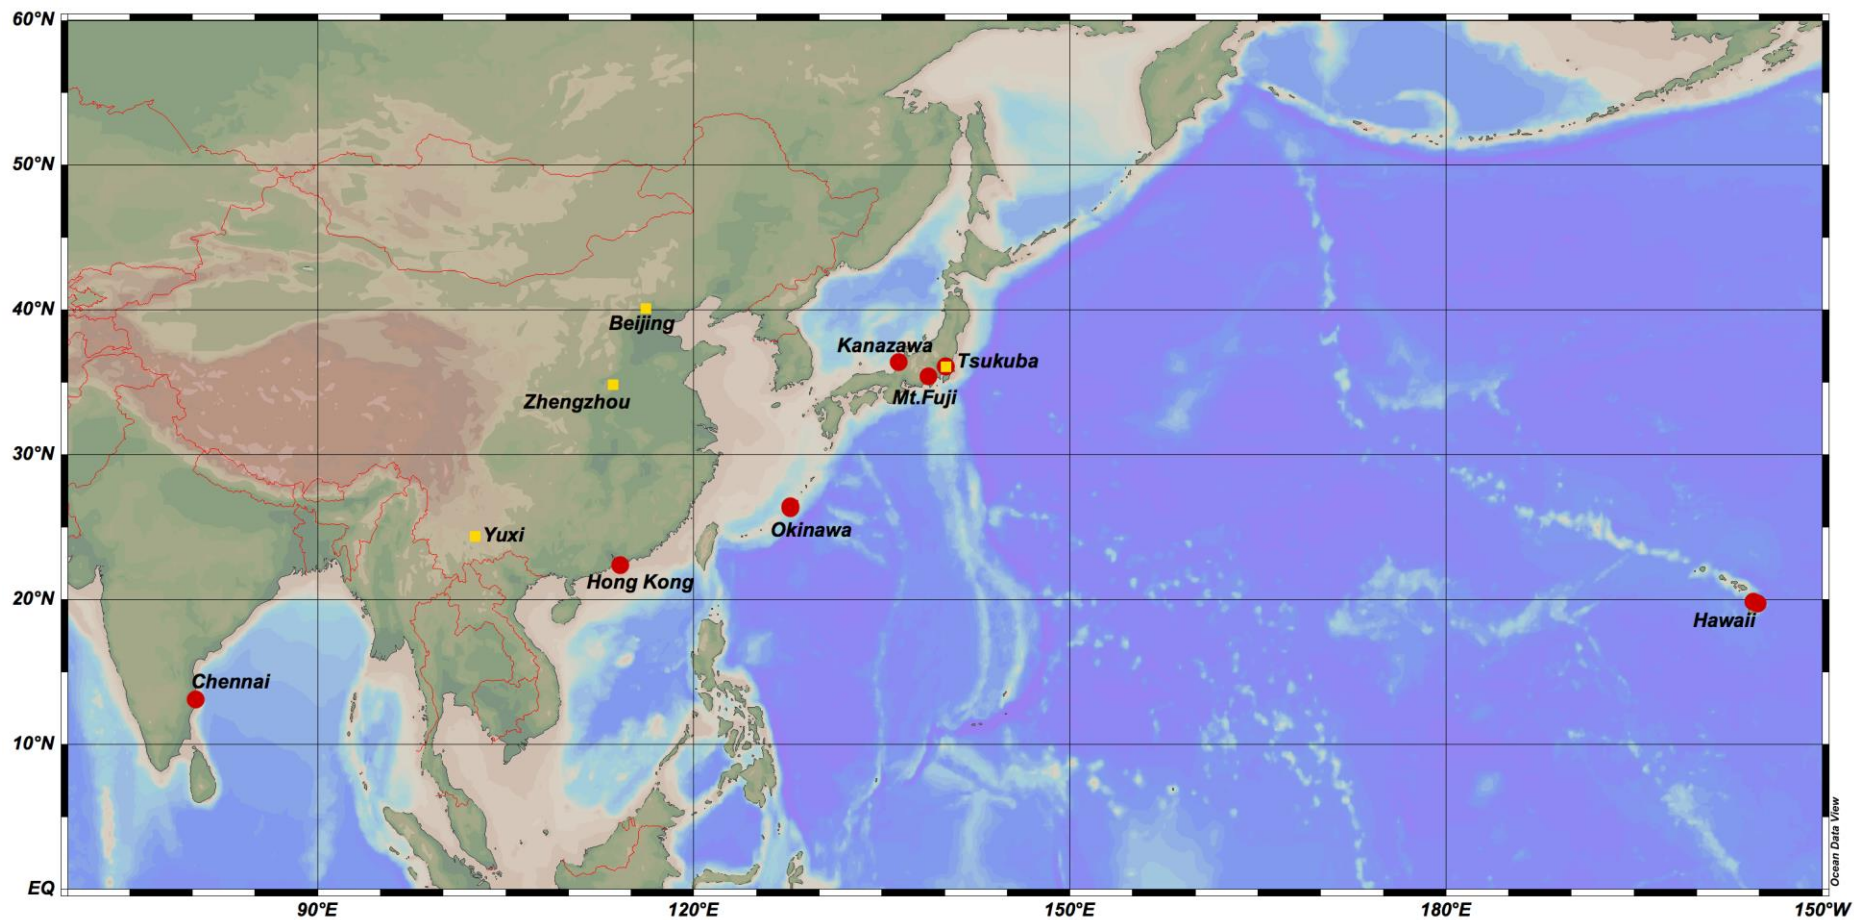 60°N
50°N
40°N
Beijing
Kanazawa
Tsukuba
Mt.Fuji
Zhengzhou
30°N
Okinawa
Yuxi
Hong Kong
20°N
Hawaii
Chennai
10°N
Ocean Data View
EQ
90°E
120°E
150°E
180°E
150°W